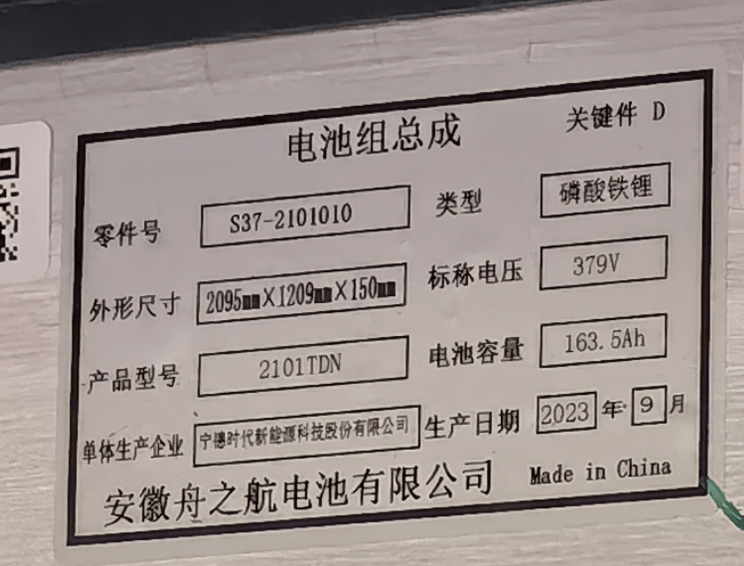 电池组总成 关键件 D
零件号 S37-2101010 类型 磷酸铁锂
外形尺寸 2095mm×1209mm×150mm 标称电压 379V
产品型号 2101TDN 电池容量 163.5Ah
单体生产企业 宁德时代新能源科技股份有限公司 生产日期 2023 年 9 月
安徽舟之航电池有限公司 Made in China